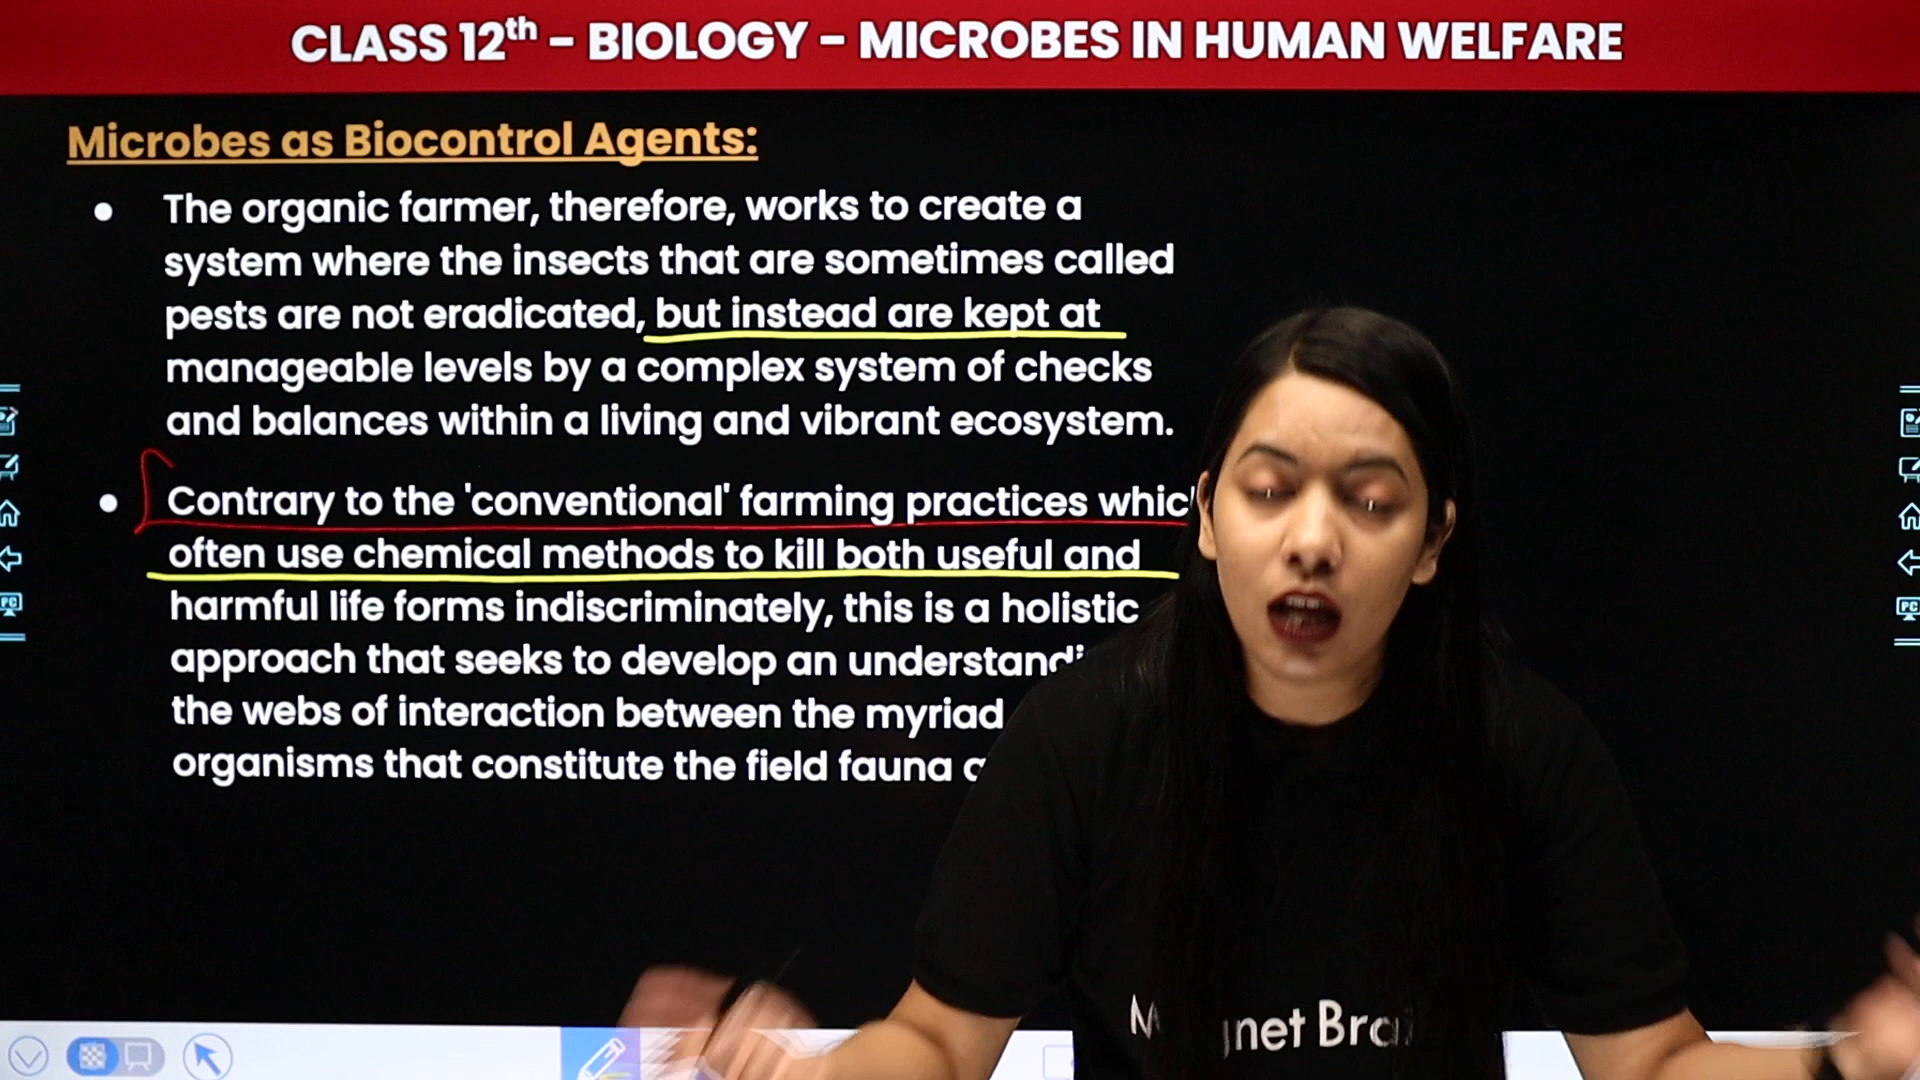 CLASS 12th - BIOLOGY - MICROBES IN HUMAN WELFARE
Microbes as Biocontrol Agents:
• The organic farmer, therefore, works to create a
system where the insects that are sometimes called
pests are not eradicated, but instead are kept at
manageable levels by a complex system of checks
and balances within a living and vibrant ecosystem.
• Contrary to the 'conventional' farming practices
often use chemical methods to kill both useful and
harmful life forms indiscriminately, this is a holistic
approach that seeks to develop an
the webs of interaction between the myriad
organisms that constitute the field fauna
PC
PC